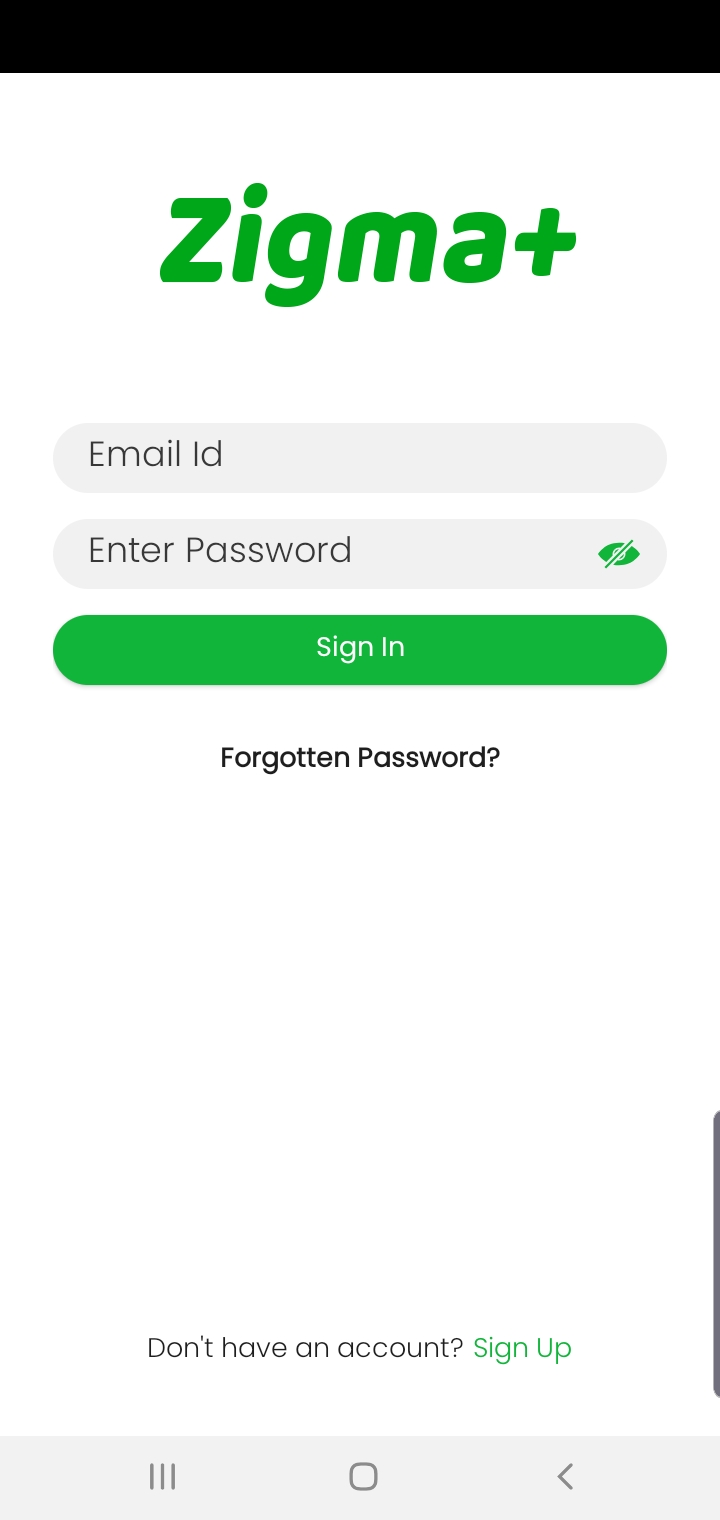 Zigma+
Email Id
Enter Password
Sign In
Forgotten Password?
Don't have an account? Sign Up